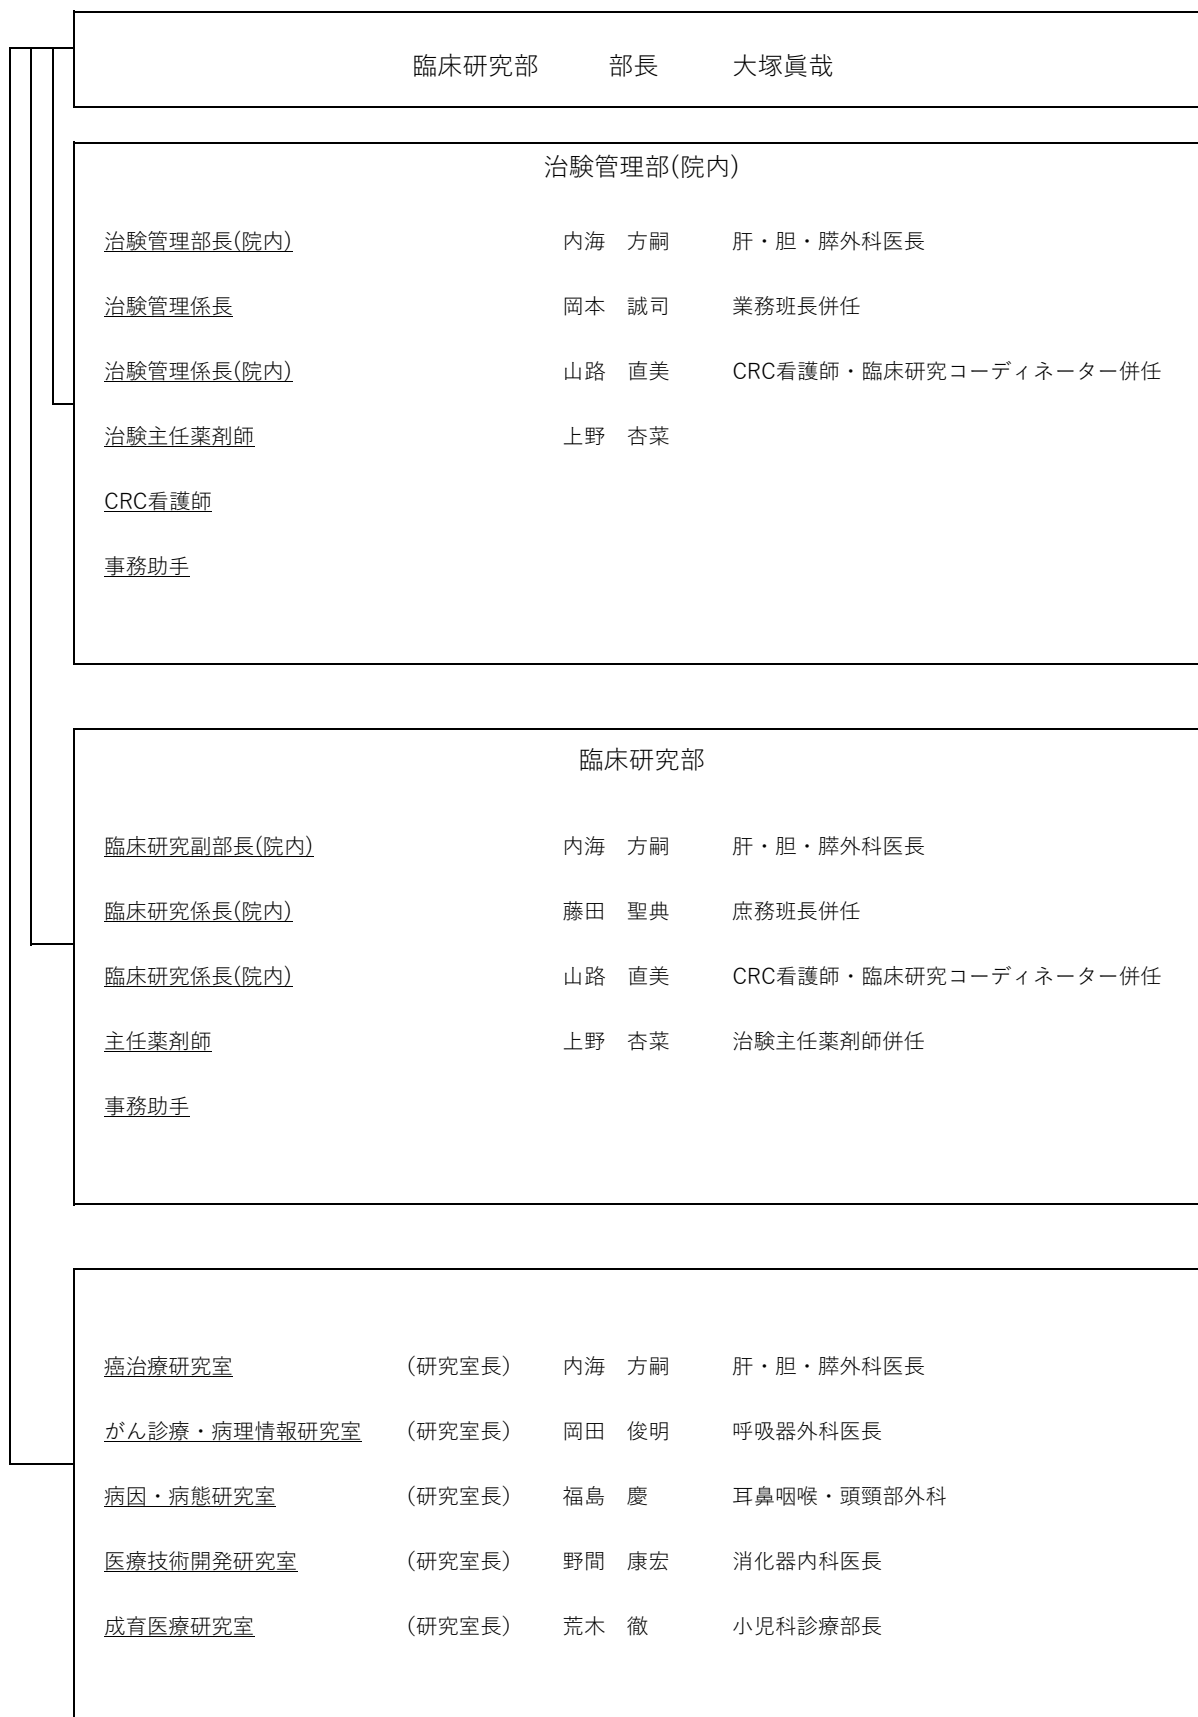 臨床研究部　部長　大塚眞哉
治験管理部(院内)
治験管理部長(院内)　内海　方嗣　肝・胆・膵外科医長
治験管理係長　岡本　誠司　業務班長併任
治験管理係長(院内)　山路　直美　CRC看護師・臨床研究コーディネーター併任
治験主任薬剤師　上野　杏菜
CRC看護師
事務助手
臨床研究部
臨床研究副部長(院内)　内海　方嗣　肝・胆・膵外科医長
臨床研究係長(院内)　藤田　聖典　庶務班長併任
臨床研究係長(院内)　山路　直美　CRC看護師・臨床研究コーディネーター併任
主任薬剤師　上野　杏菜　治験主任薬剤師併任
事務助手
癌治療研究室　(研究室長)　内海　方嗣　肝・胆・膵外科医長
がん診療・病理情報研究室　(研究室長)　岡田　俊明　呼吸器外科医長
病因・病態研究室　(研究室長)　福島　慶　耳鼻咽喉・頭頸部外科
医療技術開発研究室　(研究室長)　野間　康宏　消化器内科医長
成育医療研究室　(研究室長)　荒木　徹　小児科診療部長